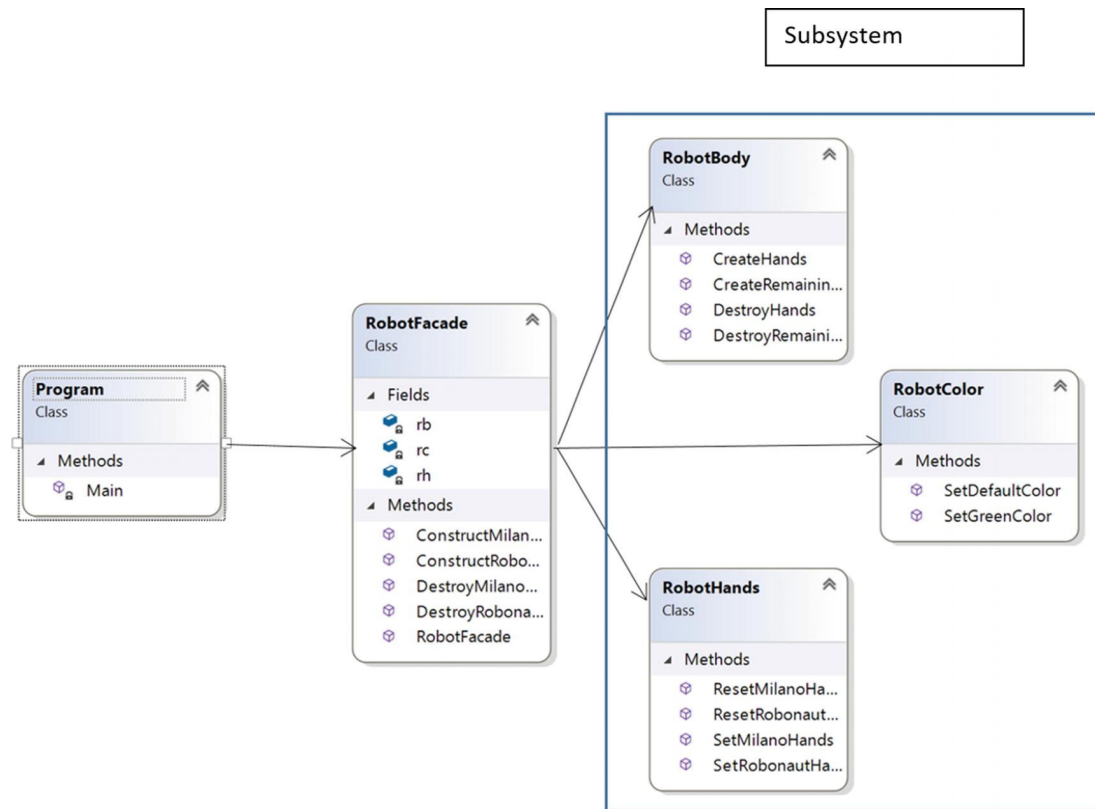 Subsystem
RobotBody
Class
Methods
CreateHands
CreateRemainin...
DestroyHands
DestroyRemaini...
RobotFacade
Class
Fields
rb
rc
rh
Methods
ConstructMilan...
ConstructRobo...
DestroyMilano...
DestroyRobona...
RobotFacade
Program
Class
Methods
Main
RobotColor
Class
Methods
SetDefaultColor
SetGreenColor
RobotHands
Class
Methods
ResetMilanoHa...
ResetRobonaut...
SetMilanoHands
SetRobonautHa...